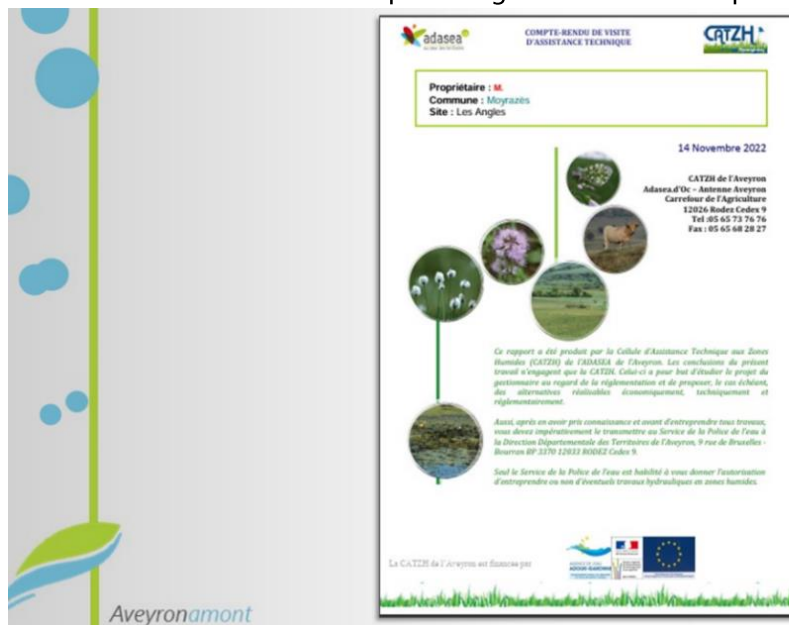 adasea
COMPTE-RENDU DE VISITE
D'ASSISTANCE TECHNIQUE
CATZH
Propriétaire : M.
Commune : Moyrazès
Site : Les Angles
14 Novembre 2022
CATZH de l'Aveyron
Adasea.d'Oc – Antenne Aveyron
Carrefour de l'Agriculture
12026 Rodez Cedex 9
Tel :05 65 73 76 76
Fax : 05 65 68 28 27
Ce rapport a été produit par la Cellule d'Assistance Technique aux Zones
Humides (CATZH) de l'ADASEA de l'Aveyron. Les conclusions du présent
travail n'engagent que la CATZH. Celui-ci a pour but d'étudier le projet du
gestionnaire au regard de la réglementation et de proposer, le cas échéant,
des alternatives réalisables économiquement, techniquement et
réglementairement.
Aussi, après en avoir pris connaissance et avant d'entreprendre tous travaux,
vous devez impérativement le transmettre au Service de la Police de l'eau à
la Direction Départementale des Territoires de l'Aveyron, 9 rue de Bruxelles -
Bourran BP 3370 12033 RODEZ Cedex 9.
Seul le Service de la Police de l'eau est habilité à vous donner l'autorisation
d'entreprendre ou non d'éventuels travaux hydrauliques en zones humides.
La CATZH de l'Aveyron est financée par
ADOUR-GARONNE
Aveyronamont